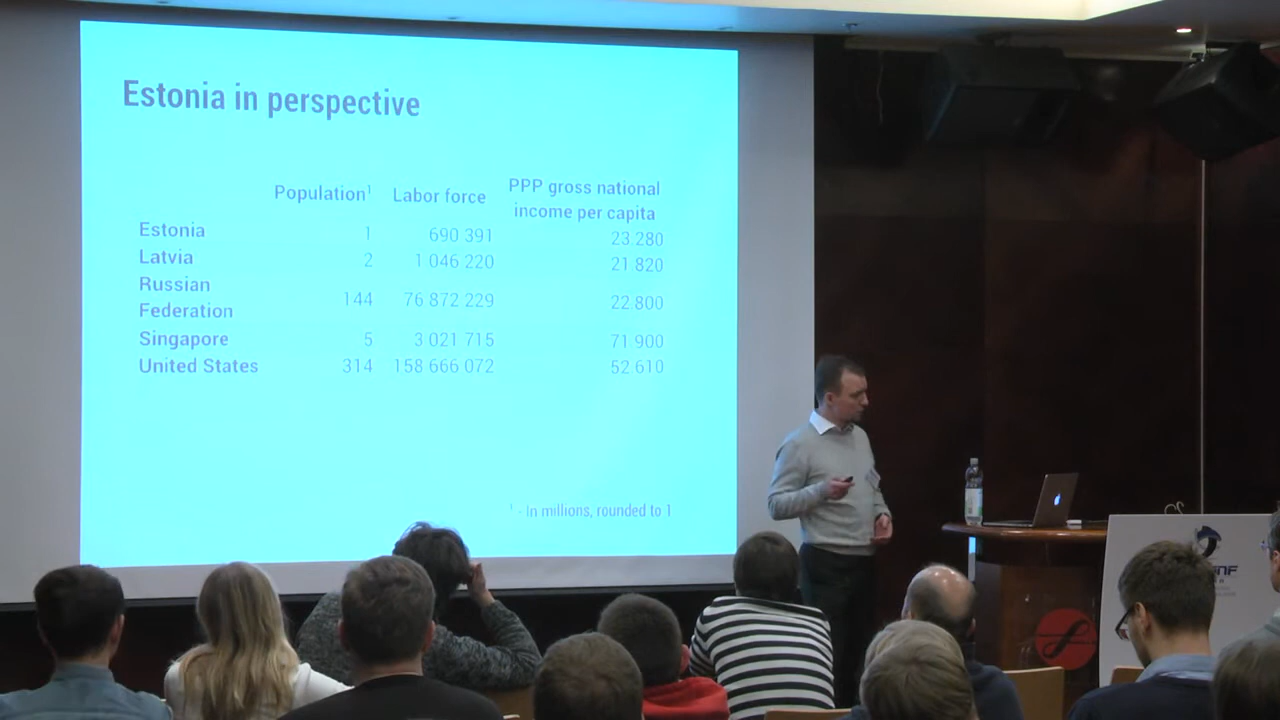 Estonia in perspective
Population¹ Labor force PPP gross national income per capita
Estonia 1 690 391 23 280
Latvia 2 1 046 220 21 820
Russian Federation 144 76 872 229 22 800
Singapore 5 3 021 715 71 900
United States 314 158 666 072 52 610
¹ - In millions, rounded to 1